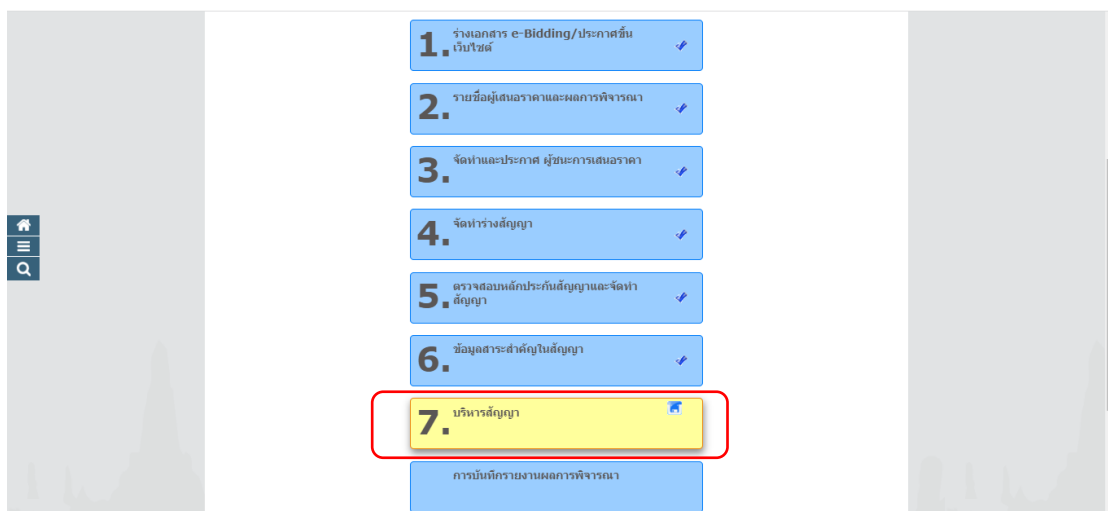 1. ร่างเอกสาร e-Bidding/ประกาศขึ้น
เว็บไซต์
2. รายชื่อผู้เสนอราคาและผลการพิจารณา
3. จัดทำและประกาศ ผู้ชนะการเสนอราคา
4. จัดทำร่างสัญญา
5. ตรวจสอบหลักประกันสัญญาและจัดทำ
สัญญา
6. ข้อมูลสาระสำคัญในสัญญา
7. บริหารสัญญา
การบันทึกรายงานผลการพิจารณา